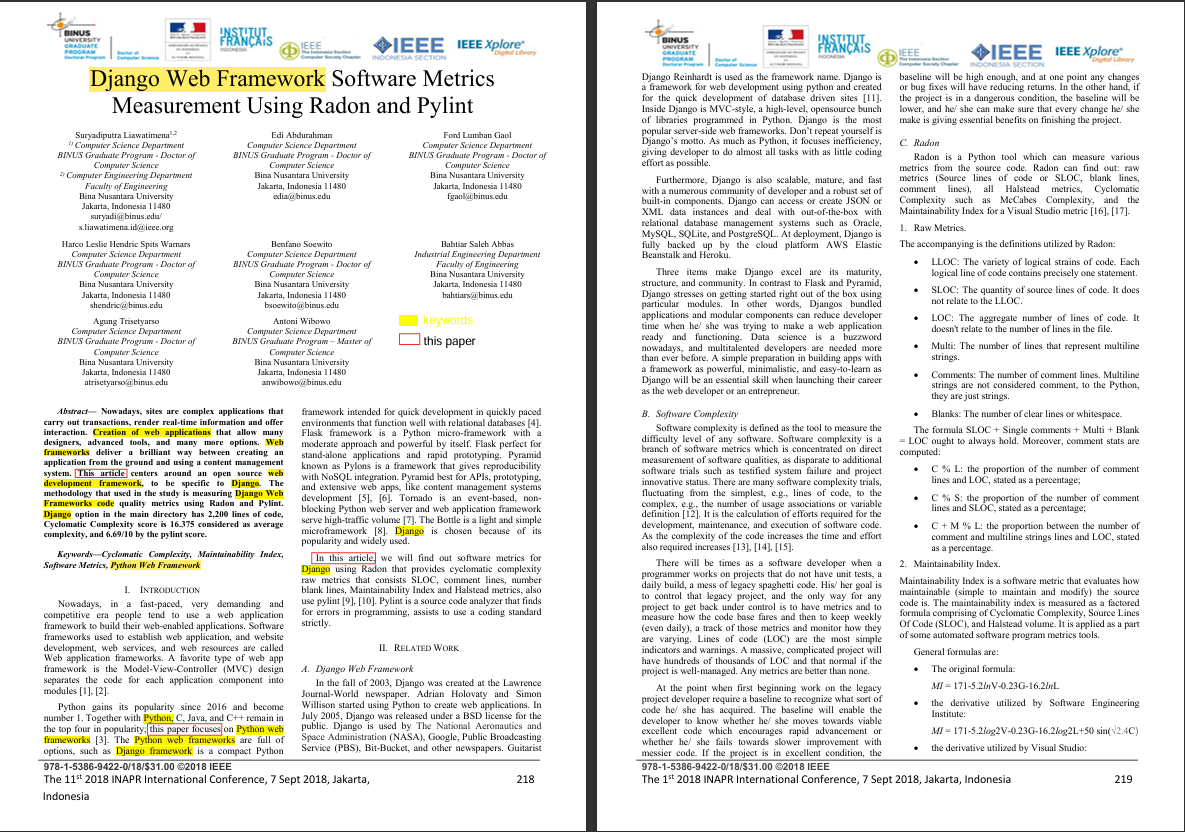 BINUS
UNIVERSITY
GRADUATE
PROGRAM
Doctoral Program
Doctor of
Computer Science
INSTITUT
FRANÇAIS
INDONESIA
IEEE
The Indonesia Section
Computer Society Chapter
IEEE
INDONESIA SECTION
IEEE Xplore
Digital Library
Django Web Framework Software Metrics
Measurement Using Radon and Pylint
Suryadiputra Liawatimena1,2
1) Computer Science Department
BINUS Graduate Program - Doctor of
Computer Science
2) Computer Engineering Department
Faculty of Engineering
Bina Nusantara University
Jakarta, Indonesia 11480
suryadi@binus.edu/
s.liawatimena.id@ieee.org
Edi Abdurahman
Computer Science Department
BINUS Graduate Program - Doctor of
Computer Science
Bina Nusantara University
Jakarta, Indonesia 11480
edia@binus.edu
Ford Lumban Gaol
Computer Science Department
BINUS Graduate Program - Doctor of
Computer Science
Bina Nusantara University
Jakarta, Indonesia 11480
fgaol@binus.edu
Harco Leslie Hendric Spits Warnars
Computer Science Department
BINUS Graduate Program - Doctor of
Computer Science
Bina Nusantara University
Jakarta, Indonesia 11480
shendric@binus.edu
Benfano Soewito
Computer Science Department
BINUS Graduate Program - Doctor of
Computer Science
Bina Nusantara University
Jakarta, Indonesia 11480
bsoewito@binus.edu
Bahtiar Saleh Abbas
Industrial Engineering Department
Faculty of Engineering
Bina Nusantara University
Jakarta, Indonesia 11480
bahtiars@binus.edu
Agung Trisetyarso
Computer Science Department
BINUS Graduate Program - Doctor of
Computer Science
Bina Nusantara University
Jakarta, Indonesia 11480
atrisetyarso@binus.edu
Antoni Wibowo
Computer Science Department
BINUS Graduate Program – Master of
Computer Science
Bina Nusantara University
Jakarta, Indonesia 11480
anwibowo@binus.edu
keywords
this paper
Abstract— Nowadays, sites are complex applications that
carry out transactions, render real-time information and offer
interaction. Creation of web applications that allow many
designers, advanced tools, and many more options. Web
frameworks deliver a brilliant way between creating an
application from the ground and using a content management
system. This article centers around an open source web
development framework, to be specific to Django. The
methodology that used in the study is measuring Django Web
Frameworks code quality metrics using Radon and Pylint.
Django option in the main directory has 2,200 lines of code,
Cyclomatic Complexity score is 16.375 considered as average
complexity, and 6.69/10 by the pylint score.
Keywords—Cyclomatic Complexity, Maintainability Index,
Software Metrics, Python Web Framework
I. INTRODUCTION
Nowadays, in a fast-paced, very demanding and
competitive era people tend to use a web application
framework to build their web-enabled applications. Software
frameworks used to establish web application, and website
development, web services, and web resources are called
Web application frameworks. A favorite type of web app
framework is the Model-View-Controller (MVC) design
separates the code for each application component into
modules [1], [2].
Python gains its popularity since 2016 and become
number 1. Together with Python, C, Java, and C++ remain in
the top four in popularity; this paper focuses on Python web
frameworks [3]. The Python web frameworks are full of
options, such as Django framework is a compact Python
framework intended for quick development in quickly paced
environments that function well with relational databases [4].
Flask framework is a Python micro-framework with a
moderate approach and powerful by itself. Flask perfect for
stand-alone applications and rapid prototyping. Pyramid
known as Pylons is a framework that gives reproducibility
with NoSQL integration. Pyramid best for APIs, prototyping,
and extensive web apps, like content management systems
development [5], [6]. Tornado is an event-based, non-
blocking Python web server and web application framework
serve high-traffic volume [7]. The Bottle is a light and simple
microframework [8]. Django is chosen because of its
popularity and widely used.
In this article, we will find out software metrics for
Django using Radon that provides cyclomatic complexity
raw metrics that consists SLOC, comment lines, number
blank lines, Maintainability Index and Halstead metrics, also
use pylint [9], [10]. Pylint is a source code analyzer that finds
for errors in programming, assists to use a coding standard
strictly.
II. RELATED WORK
A. Django Web Framework
In the fall of 2003, Django was created at the Lawrence
Journal-World newspaper. Adrian Holovaty and Simon
Willison started using Python to create web applications. In
July 2005, Django was released under a BSD license for the
public. Django is used by The National Aeronautics and
Space Administration (NASA), Google, Public Broadcasting
Service (PBS), Bit-Bucket, and other newspapers. Guitarist
978-1-5386-9422-0/18/$31.00 ©2018 IEEE
The 11st 2018 INAPR International Conference, 7 Sept 2018, Jakarta,
Indonesia
218
BINUS
UNIVERSITY
GRADUATE
PROGRAM
Doctoral Program
Doctor of
Computer Science
INSTITUT
FRANÇAIS
INDONESIA
IEEE
The Indonesia Section
Computer Society Chapter
IEEE
INDONESIA SECTION
IEEE Xplore
Digital Library
Django Reinhardt is used as the framework name. Django is
a framework for web development using python and created
for the quick development of database driven sites [11].
Inside Django is MVC-style, a high-level, opensource bunch
of libraries programmed in Python. Django is the most
popular server-side web frameworks. Don't repeat yourself is
Django's motto. As much as Python, it focuses inefficiency,
giving developer to do almost all tasks with as little coding
effort as possible.
Furthermore, Django is also scalable, mature, and fast
with a numerous community of developer and a robust set of
built-in components. Django can access or create JSON or
XML data instances and deal with out-of-the-box with
relational database management systems such as Oracle,
MySQL, SQLite, and PostgreSQL. At deployment, Django is
fully backed up by the cloud platform AWS Elastic
Beanstalk and Heroku.
Three items make Django excel are its maturity,
structure, and community. In contrast to Flask and Pyramid,
Django stresses on getting started right out of the box using
particular modules. In other words, Djangos bundled
applications and modular components can reduce developer
time when he/ she was trying to make a web application
ready and functioning. Data science is a buzzword
nowadays, and multitalented developers are needed more
than ever before. A simple preparation in building apps with
a framework as powerful, minimalistic, and easy-to-learn as
Django will be an essential skill when launching their career
as the web developer or an entrepreneur.
B. Software Complexity
Software complexity is defined as the tool to measure the
difficulty level of any software. Software complexity is a
branch of software metrics which is concentrated on direct
measurement of software qualities, as disparate to additional
software trials such as testified system failure and project
innovative status. There are many software complexity trials,
fluctuating from the simplest, e.g., lines of code, to the
complex, e.g., the number of usage associations or variable
definition [12]. It is the calculation of efforts required for the
development, maintenance, and execution of software code.
As the complexity of the code increases the time and effort
also required increases [13], [14], [15].
There will be times as a software developer when a
programmer works on projects that do not have unit tests, a
daily build, a mess of legacy spaghetti code. His/ her goal is
to control that legacy project, and the only way for any
project to get back under control is to have metrics and to
measure how the code base fares and then to keep weekly
(even daily), a track of those metrics and monitor how they
are varying. Lines of code (LOC) are the most simple
indicators and warnings. A massive, complicated project will
have hundreds of thousands of LOC and that normal if the
project is well-managed. Any metrics are better than none.
At the point when first beginning work on the legacy
project developer require a baseline to recognize what sort of
code he/ she has acquired. The baseline will enable the
developer to know whether he/ she moves towards viable
excellent code which encourages rapid advancement or
whether he/ she fails towards slower improvement with
messier code. If the project is in excellent condition, the
baseline will be high enough, and at one point any changes
or bug fixes will have reducing returns. In the other hand, if
the project is in a dangerous condition, the baseline will be
lower, and he/ she can make sure that every change he/ she
make is giving essential benefits on finishing the project.
C. Radon
Radon is a Python tool which can measure various
metrics from the source code. Radon can find out: raw
metrics (Source lines of code or SLOC, blank lines,
comment lines), all Halstead metrics, Cyclomatic
Complexity such as McCabes Complexity, and the
Maintainability Index for a Visual Studio metric [16], [17].
1. Raw Metrics.
The accompanying is the definitions utilized by Radon:
• LLOC: The variety of logical strains of code. Each
logical line of code contains precisely one statement.
• SLOC: The quantity of source lines of code. It does
not relate to the LLOC.
• LOC: The aggregate number of lines of code. It
doesn't relate to the number of lines in the file.
• Multi: The number of lines that represent multiline
strings.
• Comments: The number of comment lines. Multiline
strings are not considered comment, to the Python,
they are just strings.
• Blanks: The number of clear lines or whitespace.
The formula SLOC + Single comments + Multi + Blank
= LOC ought to always hold. Moreover, comment stats are
computed:
• C % L: the proportion of the number of comment
lines and LOC, stated as a percentage;
• C % S: the proportion of the number of comment
lines and SLOC, stated as a percentage;
• C + M % L: the proportion between the number of
comment and multiline strings lines and LOC, stated
as a percentage.
2. Maintainability Index.
Maintainability Index is a software metric that evaluates how
maintainable (simple to maintain and modify) the source
code is. The maintainability index is measured as a factored
formula comprising of Cyclomatic Complexity, Source Lines
Of Code (SLOC), and Halstead volume. It is applied as a part
of some automated software program metrics tools.
General formulas are:
• The original formula:
MI = 171-5.2lnV-0.23G-16.2lnL
• the derivative utilized by Software Engineering
Institute:
MI = 171-5.2log2V-0.23G-16.2log2L+50 sin(√2.4C)
• the derivative utilized by Visual Studio:
978-1-5386-9422-0/18/$31.00 ©2018 IEEE
The 1st 2018 INAPR International Conference, 7 Sept 2018, Jakarta, Indonesia
219